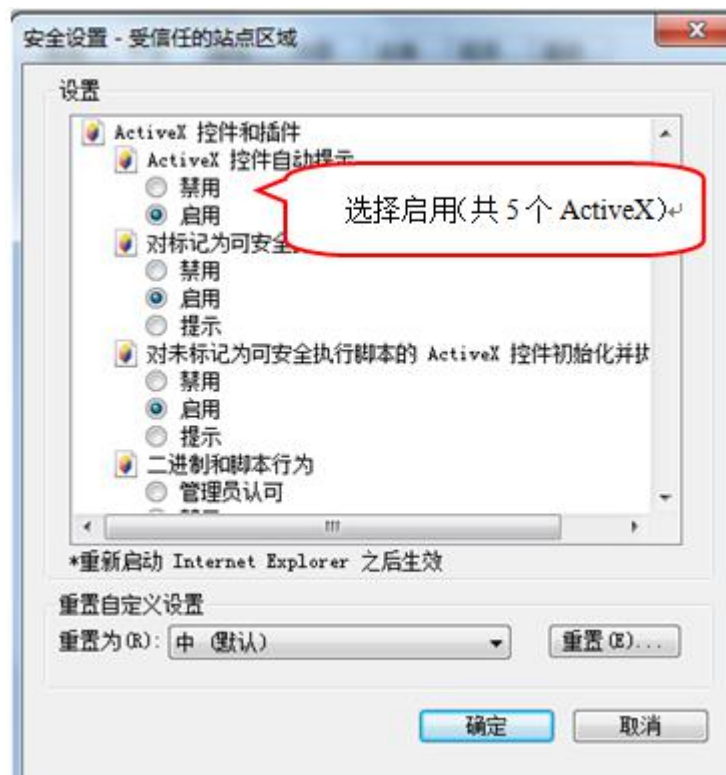 安全设置 - 受信任的站点区域
设置
ActiveX 控件和插件
ActiveX 控件自动提示
禁用
启用
选择启用(共 5 个 ActiveX)↵
对标记为可安全
禁用
启用
提示
对未标记为可安全执行脚本的 ActiveX 控件初始化并执
禁用
启用
提示
二进制和脚本行为
管理员认可
*重新启动 Internet Explorer 之后生效
重置自定义设置
重置为(R): 中 (默认)
重置(E)...
确定 取消